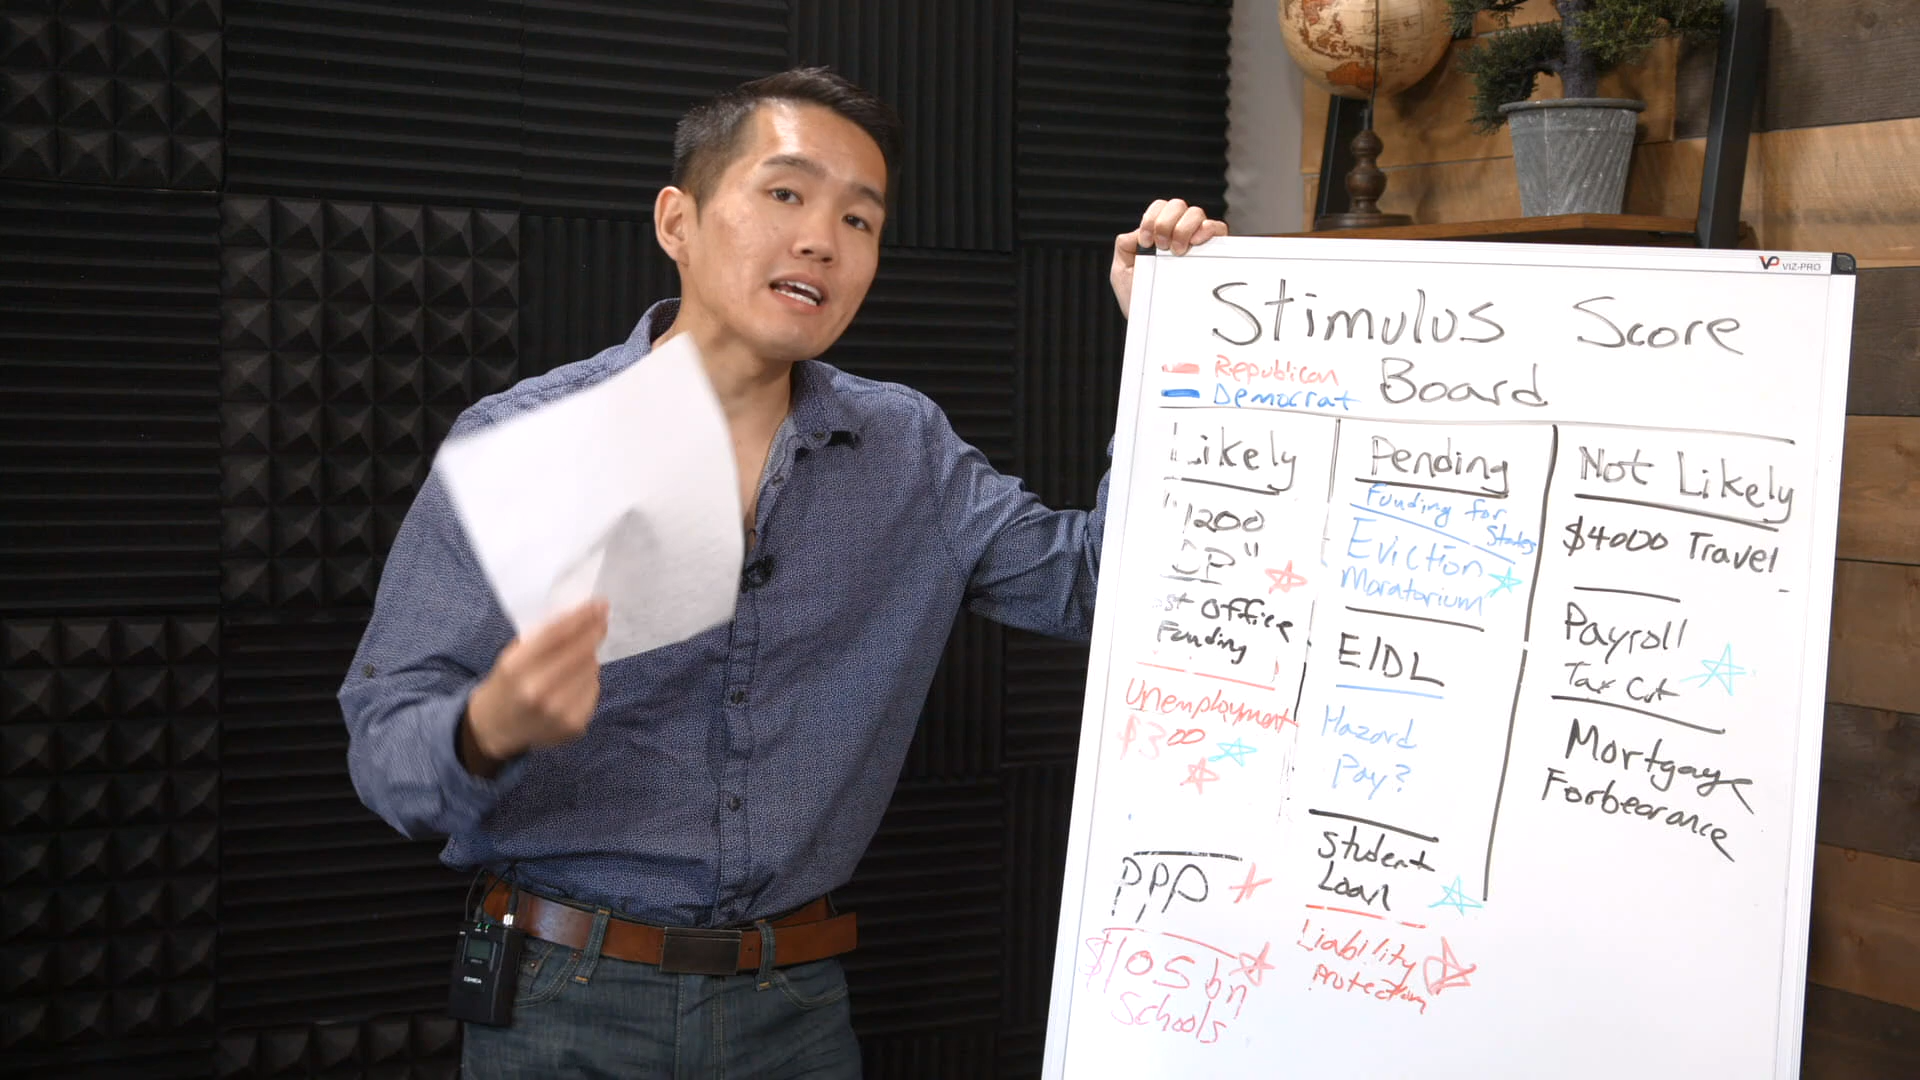 VP VIZ-PRO
Stimulus Score
Republican
Democrat
Board
Likely
1200
Post Office
Funding
Unemployment
$300
PPP
$105 bn
Schools
Pending
Funding for
States
Eviction
Moratorium
EIDL
Hazard
Pay?
Student
Loan
Liability
Protection
Not Likely
$4000 Travel
Payroll
Tax Cut
Mortgage
Forbearance